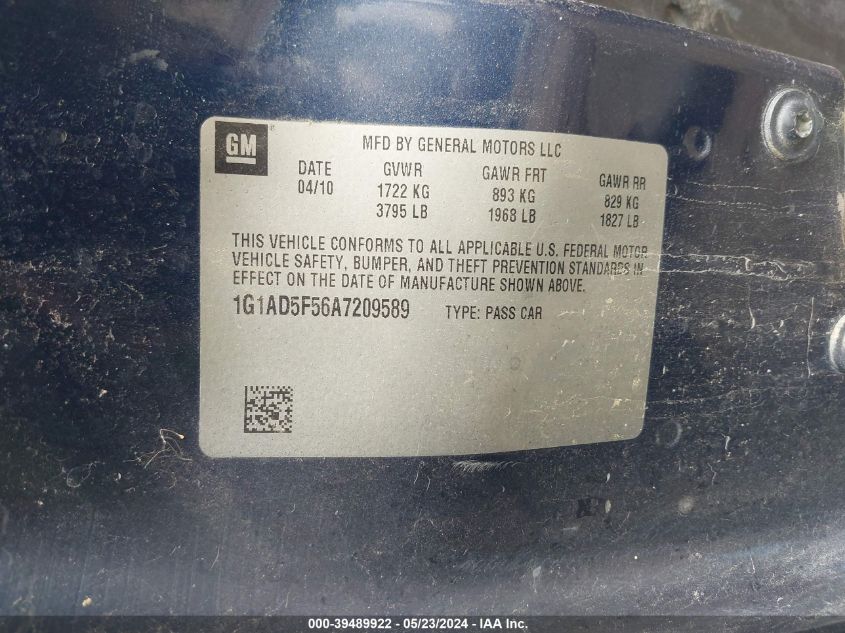 GM
MFD BY GENERAL MOTORS LLC
DATE GVWR GAWR FRT GAWR RR
04/10 1722 KG 893 KG 829 KG
3795 LB 1968 LB 1827 LB
THIS VEHICLE CONFORMS TO ALL APPLICABLE U.S. FEDERAL MOTOR
VEHICLE SAFETY, BUMPER, AND THEFT PREVENTION STANDARDS IN
EFFECT ON THE DATE OF MANUFACTURE SHOWN ABOVE.
1G1AD5F56A7209589 TYPE: PASS CAR
000-39489922 - 05/23/2024 - IAA Inc.